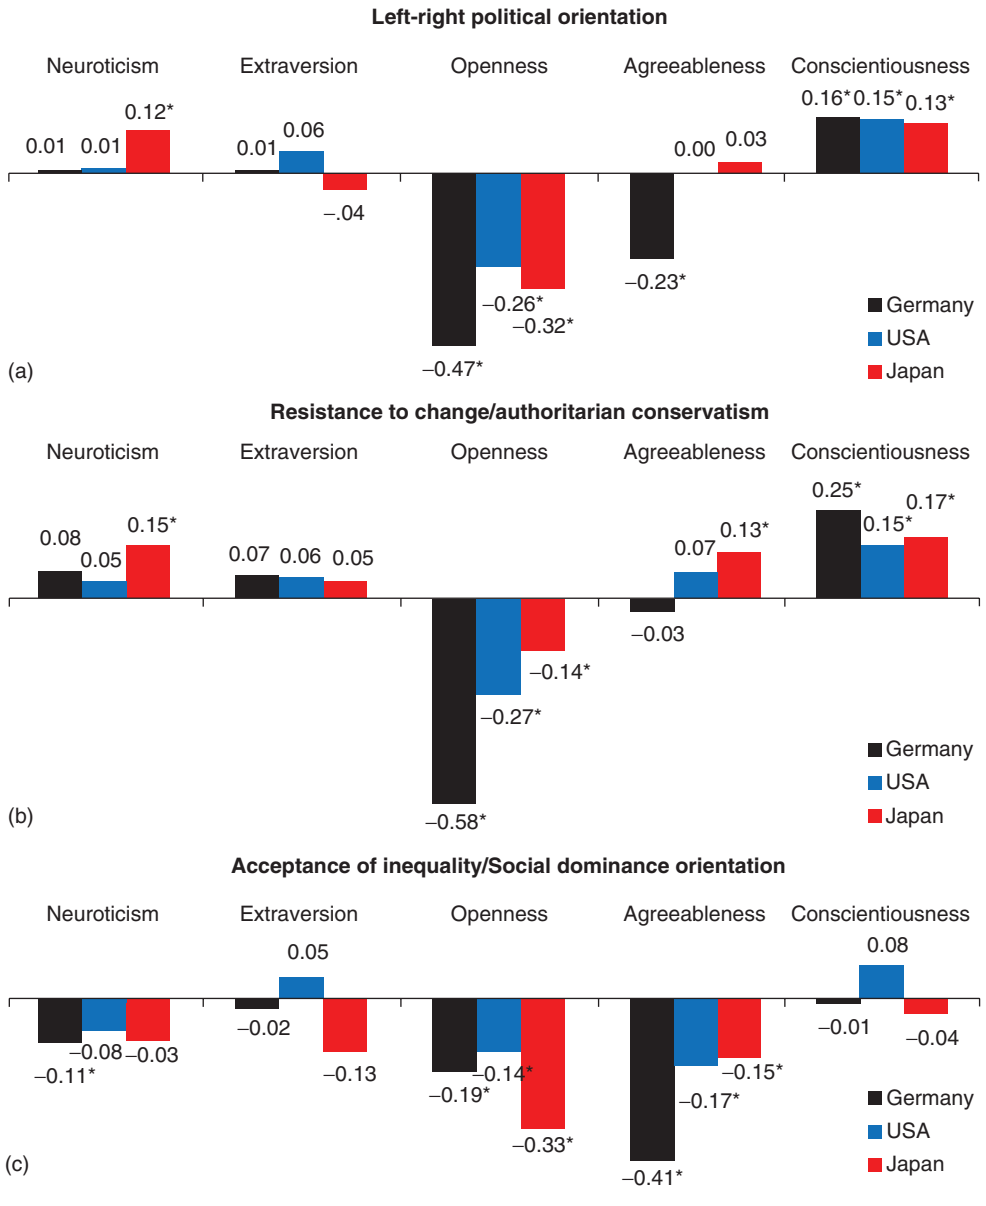 Left-right political orientation
Neuroticism Extraversion Openness Agreeableness Conscientiousness
0.01 0.01 0.12* 0.01 0.06 −.04 −0.47* −0.26* −0.32* −0.23* 0.00 0.03 0.16* 0.15* 0.13*
Germany
USA
Japan
(a)
Resistance to change/authoritarian conservatism
Neuroticism Extraversion Openness Agreeableness Conscientiousness
0.08 0.05 0.15* 0.07 0.06 0.05 −0.58* −0.27* −0.14* −0.03 0.07 0.13* 0.25* 0.15* 0.17*
Germany
USA
Japan
(b)
Acceptance of inequality/Social dominance orientation
Neuroticism Extraversion Openness Agreeableness Conscientiousness
−0.11* −0.08 −0.03 −0.02 0.05 −0.13 −0.19* −0.14* −0.33* −0.41* −0.17* −0.15* −0.01 0.08 −0.04
Germany
USA
Japan
(c)